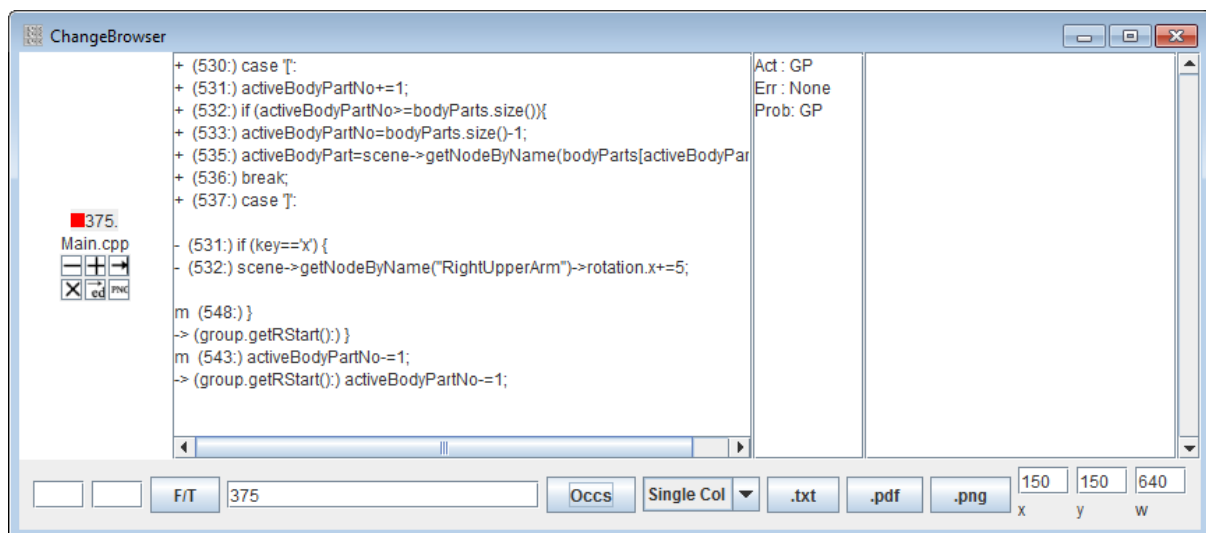 ChangeBrowser
+ (530:) case '[':
+ (531:) activeBodyPartNo+=1;
+ (532:) if (activeBodyPartNo>=bodyParts.size()){
+ (533:) activeBodyPartNo=bodyParts.size()-1;
+ (535:) activeBodyPart=scene->getNodeByName(bodyParts[activeBodyPar
+ (536:) break;
+ (537:) case ']':
- (531:) if (key=='x') {
- (532:) scene->getNodeByName("RightUpperArm")->rotation.x+=5;
m (548:) }
-> (group.getRStart():) }
m (543:) activeBodyPartNo-=1;
-> (group.getRStart():) activeBodyPartNo-=1;
375.
Main.cpp
ed PNG
Act : GP
Err : None
Prob: GP
F/T 375 Occs Single Col .txt .pdf .png 150 150 640
x y w